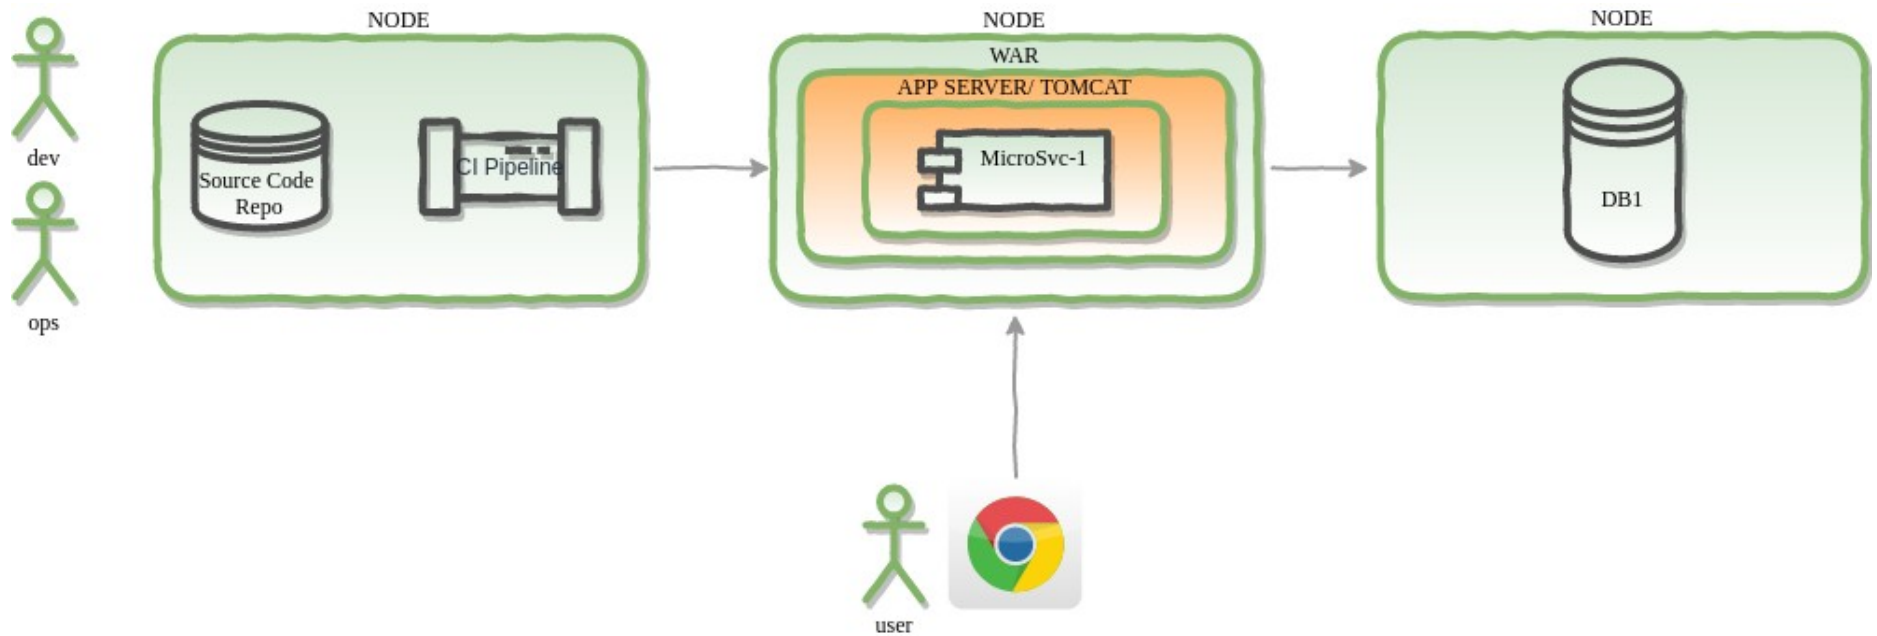 NODE
NODE
NODE
WAR
APP SERVER/ TOMCAT
Source Code
Repo
CI Pipeline
MicroSvc-1
DB1
dev
ops
user